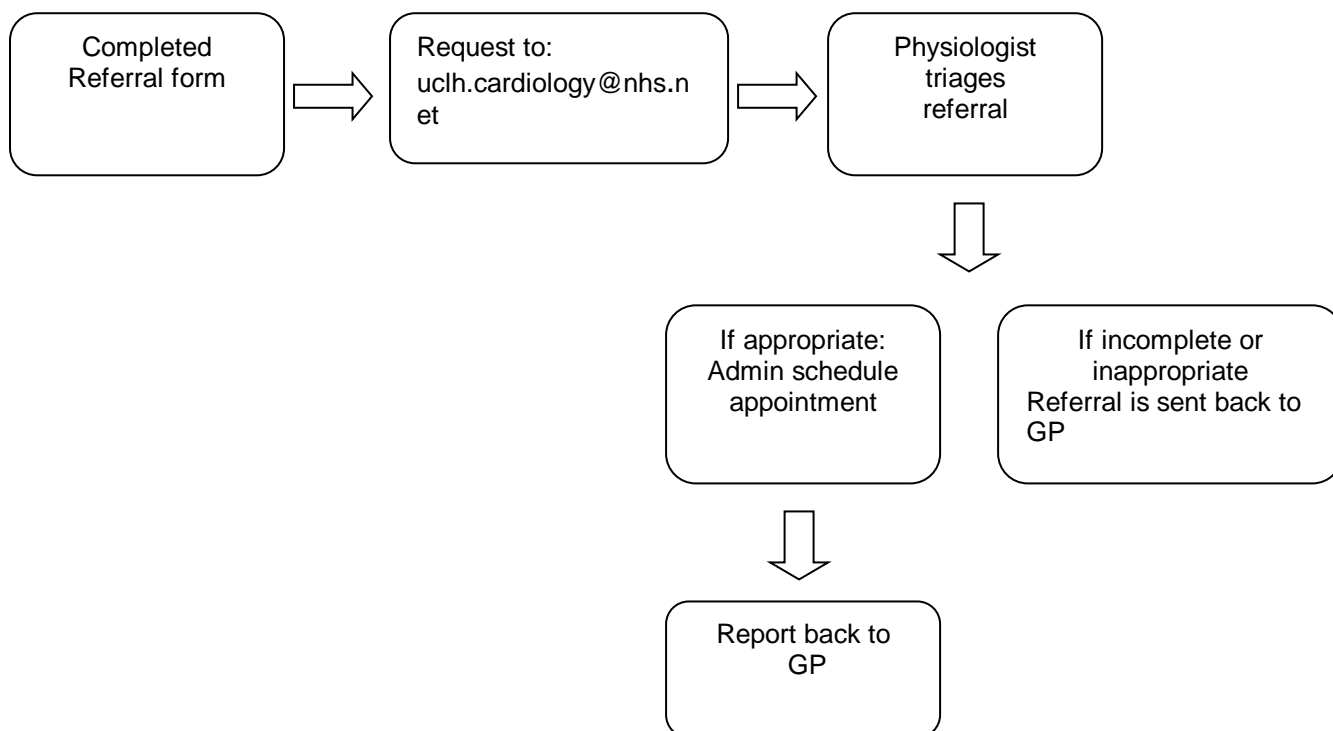 Completed
Referral form
Request to:
uclh.cardiology@nhs.n
et
Physiologist
triages
referral
If appropriate:
Admin schedule
appointment
If incomplete or
inappropriate
Referral is sent back to
GP
Report back to
GP